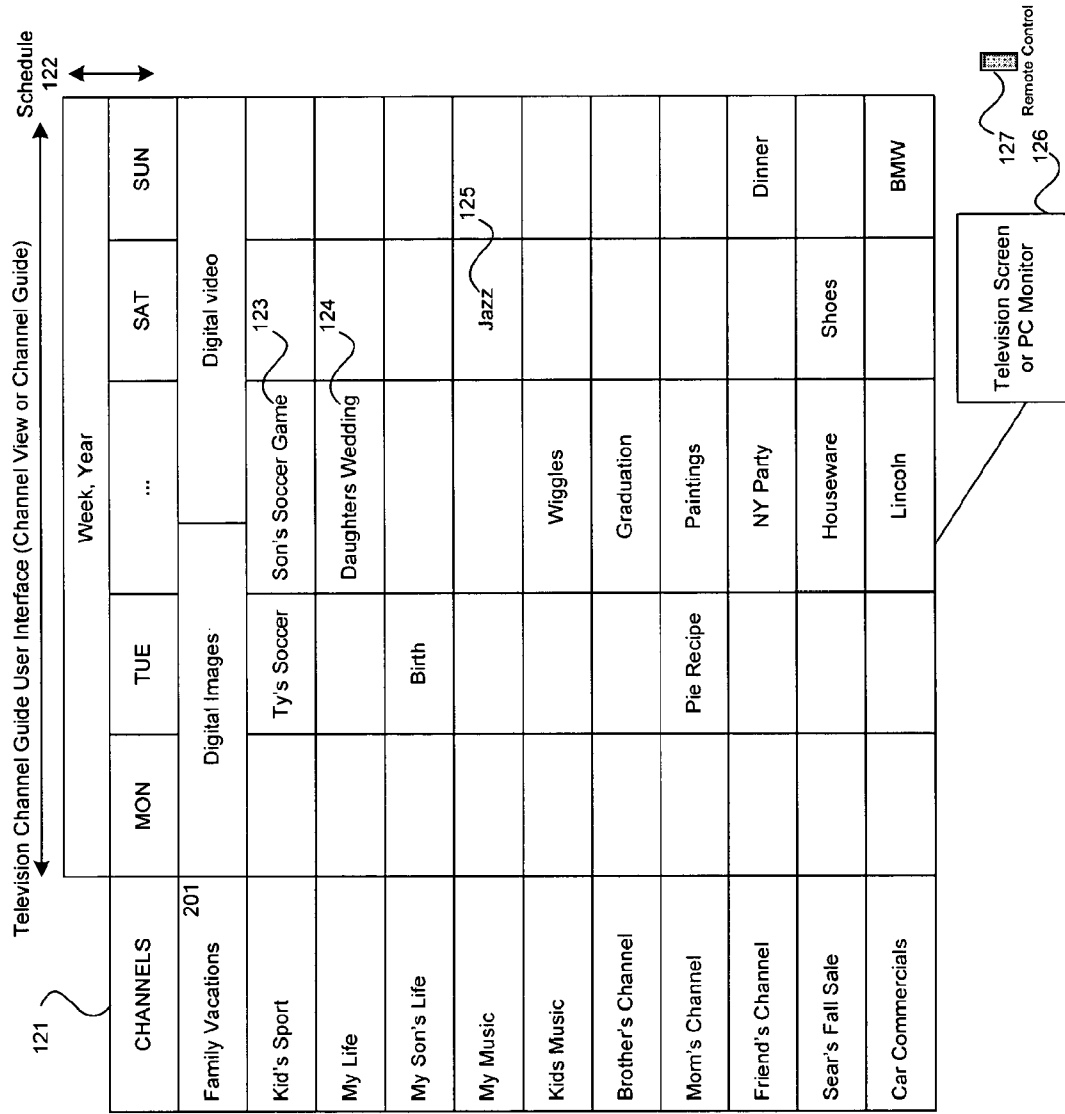 Television Channel Guide User Interface (Channel View or Channel Guide)
Schedule
122
121
Week, Year
CHANNELS MON TUE ... SAT SUN
Family Vacations 201 Digital Images Digital video
Kid's Sport Ty's Soccer Son's Soccer Game 123
My Life Daughters Wedding 124
My Son's Life Birth
My Music Jazz 125
Kids Music Wiggles
Brother's Channel Graduation
Mom's Channel Pie Recipe Paintings
Friend's Channel NY Party Dinner
Sear's Fall Sale Houseware Shoes
Car Commercials Lincoln BMW
Television Screen
or PC Monitor
127
Remote Control
126